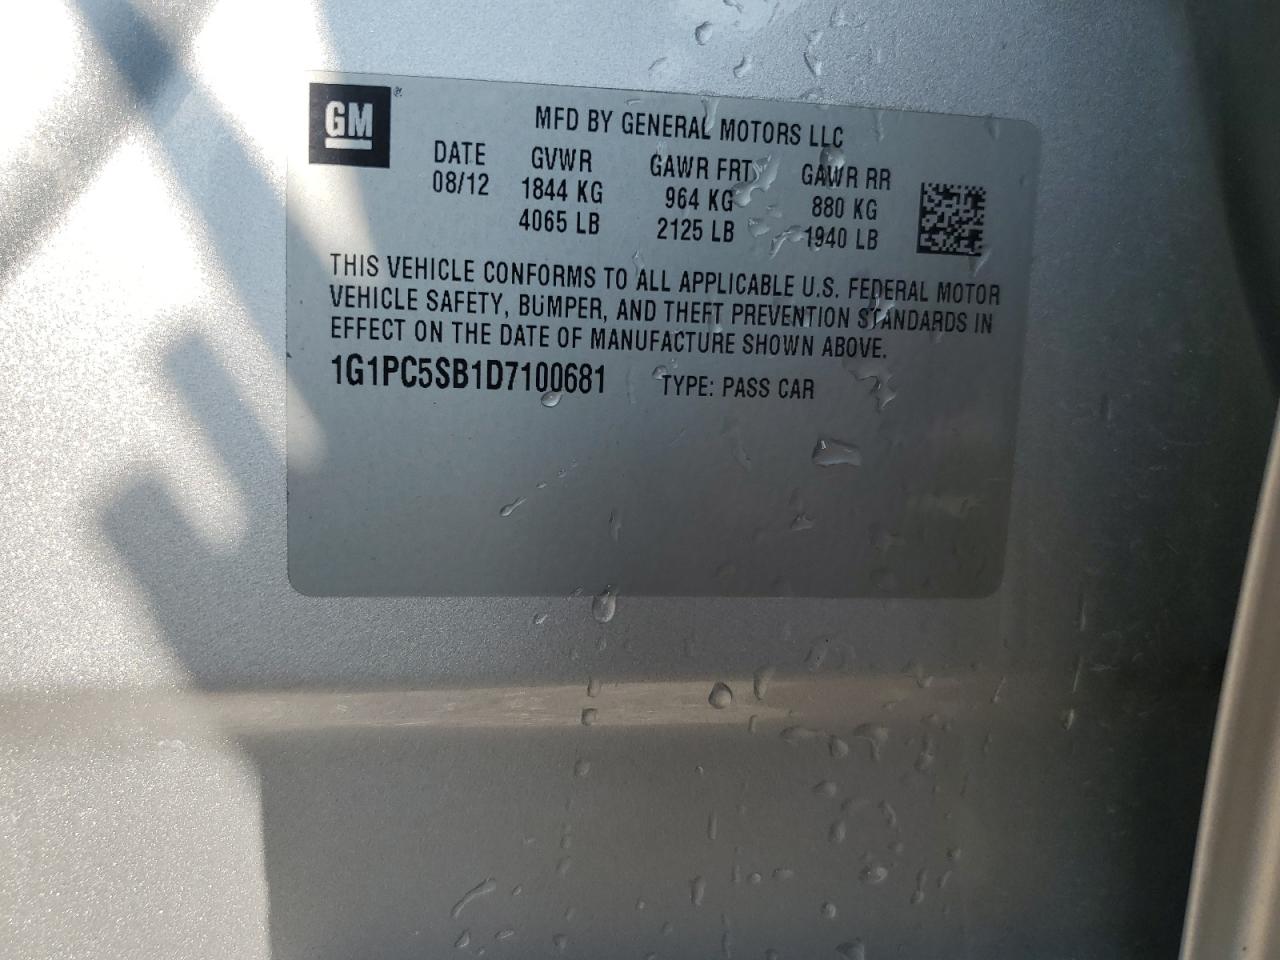 GM®
MFD BY GENERAL MOTORS LLC
DATE GVWR GAWR FRT GAWR RR
08/12 1844 KG 964 KG 880 KG
4065 LB 2125 LB 1940 LB
THIS VEHICLE CONFORMS TO ALL APPLICABLE U.S. FEDERAL MOTOR
VEHICLE SAFETY, BUMPER, AND THEFT PREVENTION STANDARDS IN
EFFECT ON THE DATE OF MANUFACTURE SHOWN ABOVE.
1G1PC5SB1D7100681 TYPE: PASS CAR